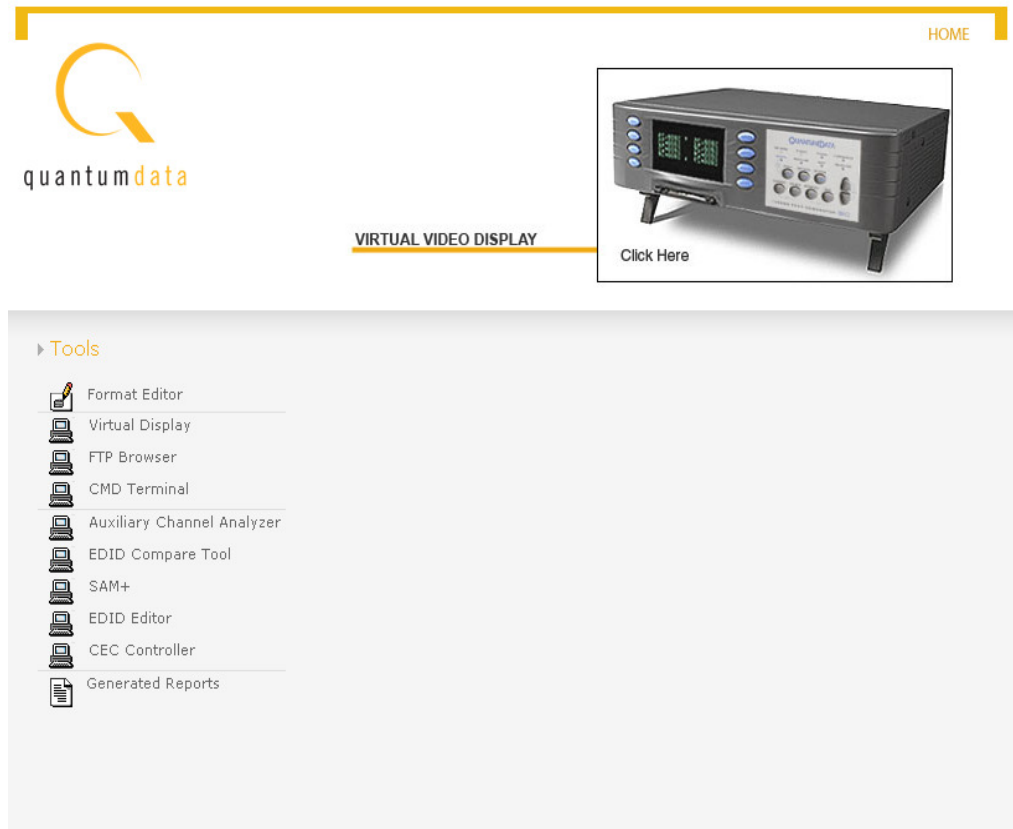 HOME
quantumdata
VIRTUAL VIDEO DISPLAY
QUANTUMDATA
Click Here
Tools
Format Editor
Virtual Display
FTP Browser
CMD Terminal
Auxiliary Channel Analyzer
EDID Compare Tool
SAM+
EDID Editor
CEC Controller
Generated Reports